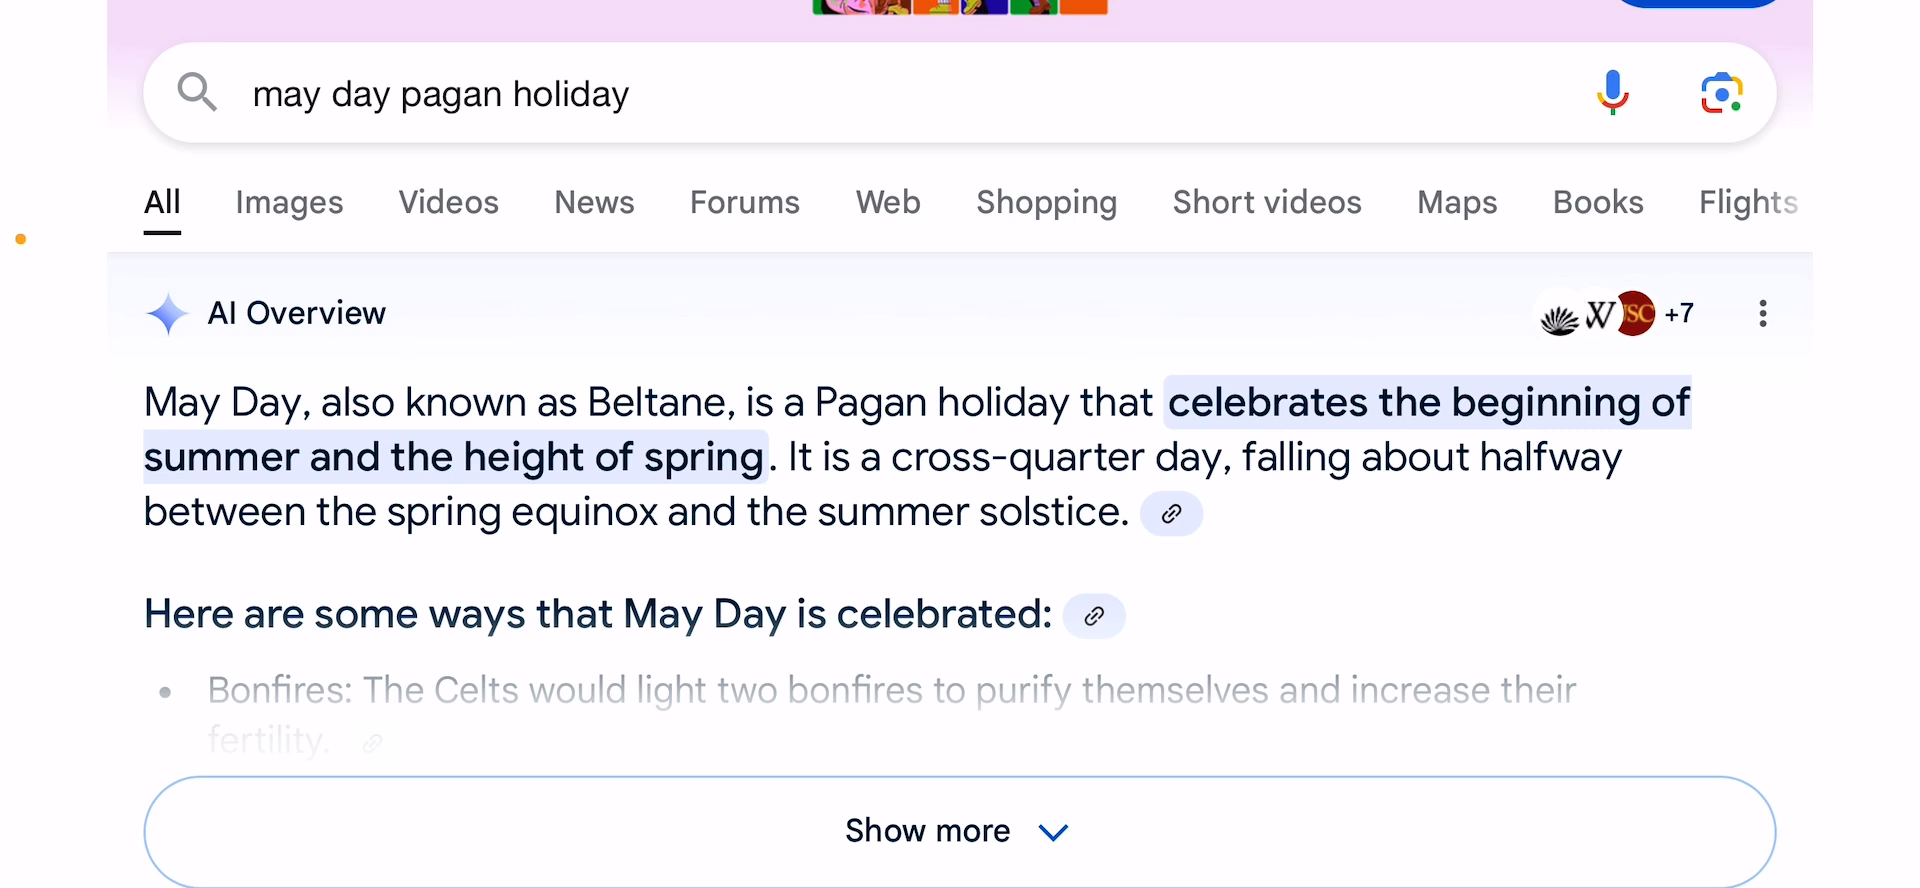 may day pagan holiday
All Images Videos News Forums Web Shopping Short videos Maps Books Flights
AI Overview
W SC +7
May Day, also known as Beltane, is a Pagan holiday that celebrates the beginning of
summer and the height of spring. It is a cross-quarter day, falling about halfway
between the spring equinox and the summer solstice.
Here are some ways that May Day is celebrated:
• Bonfires: The Celts would light two bonfires to purify themselves and increase their
fertility.
Show more